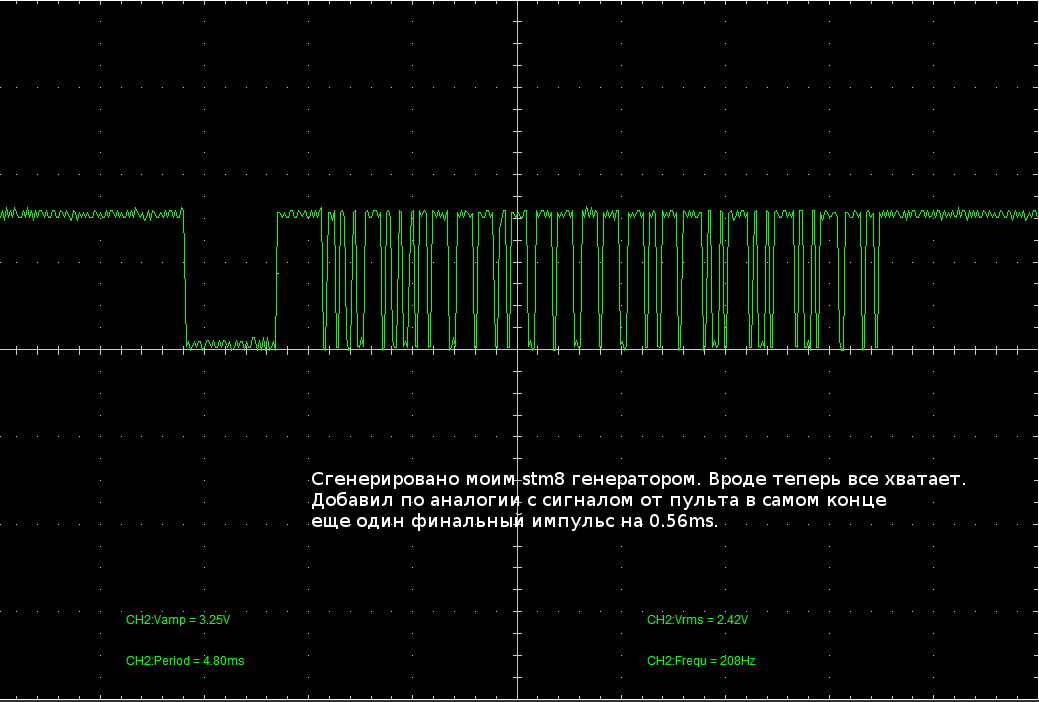 Сгенерировано моим stm8 генератором. Вроде теперь все хватает.
Добавил по аналогии с сигналом от пульта в самом конце
еще один финальный импульс на 0.56ms.
CH2:Vamp = 3.25V
CH2:Vrms = 2.42V
CH2:Period = 4.80ms
CH2:Frequ = 208Hz